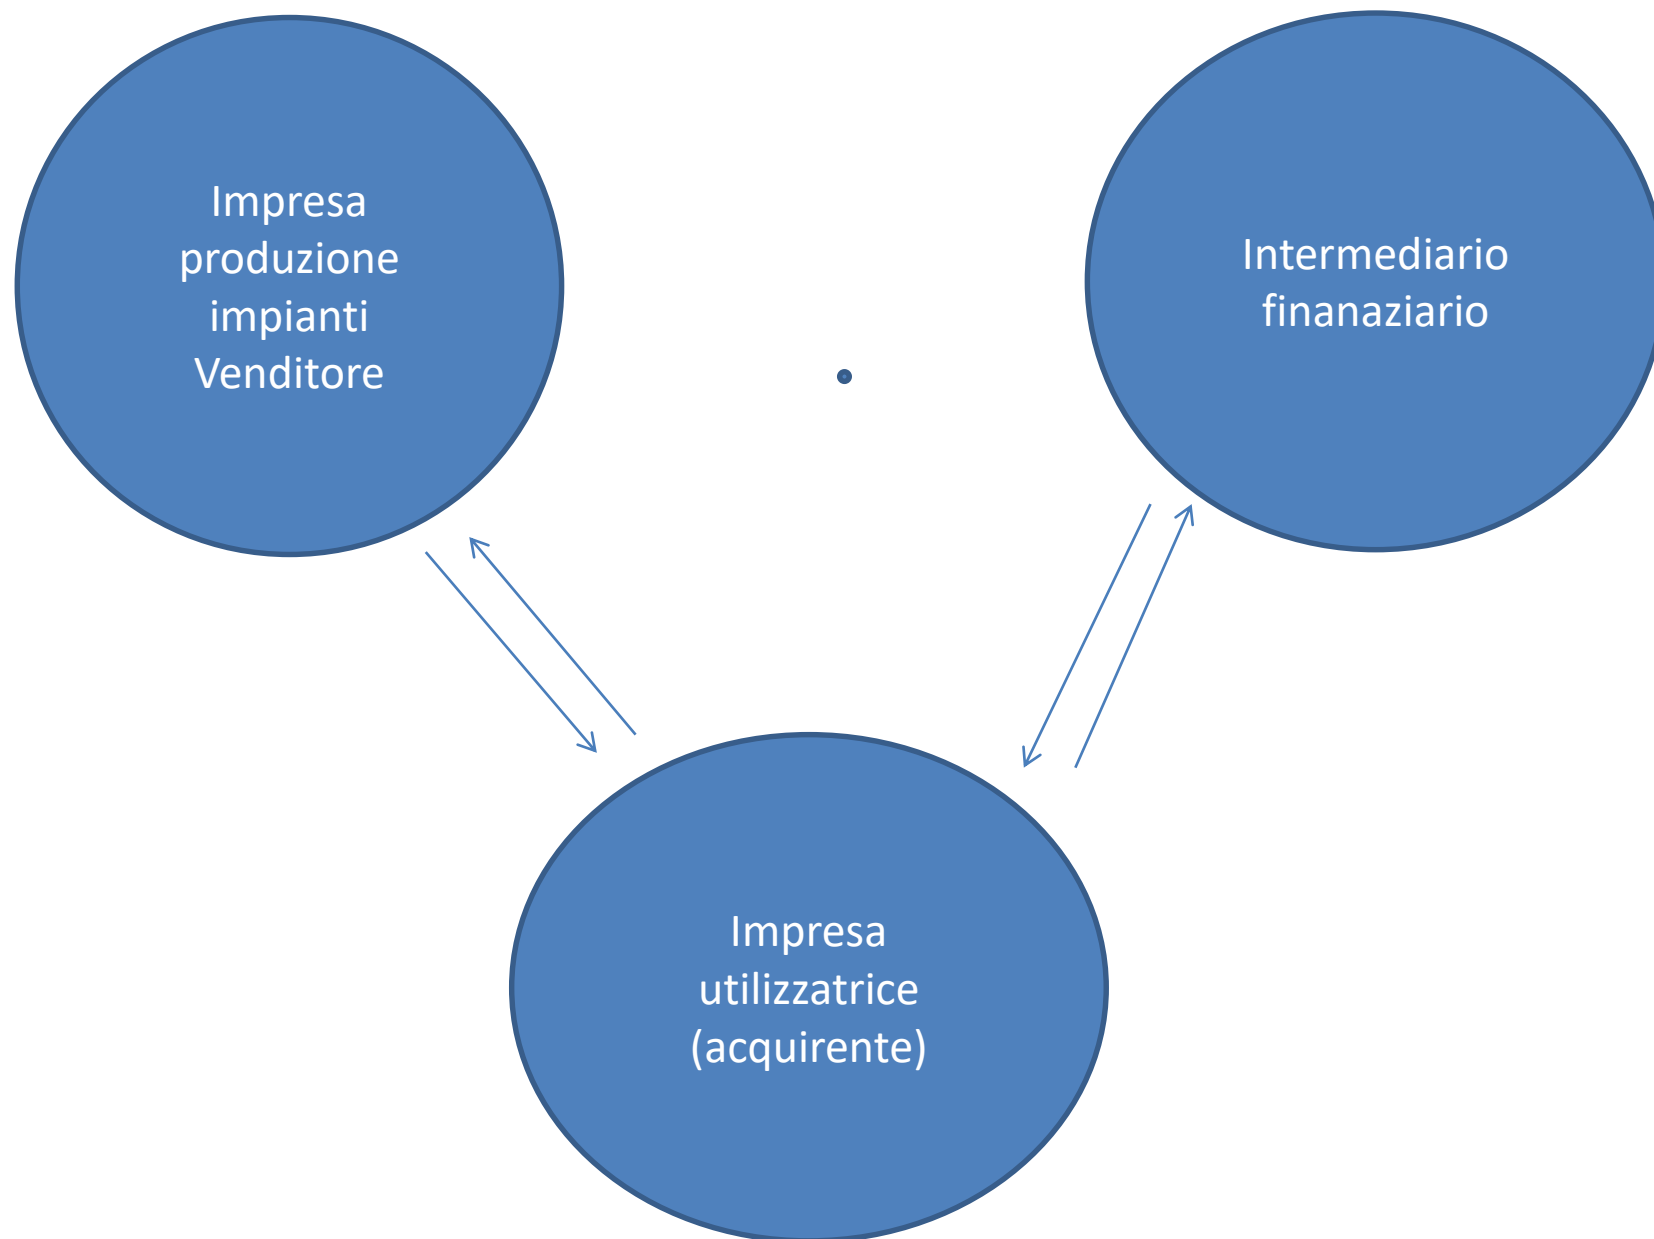 Impresa
produzione
impianti
Venditore
Intermediario
finanaziario
Impresa
utilizzatrice
(acquirente)